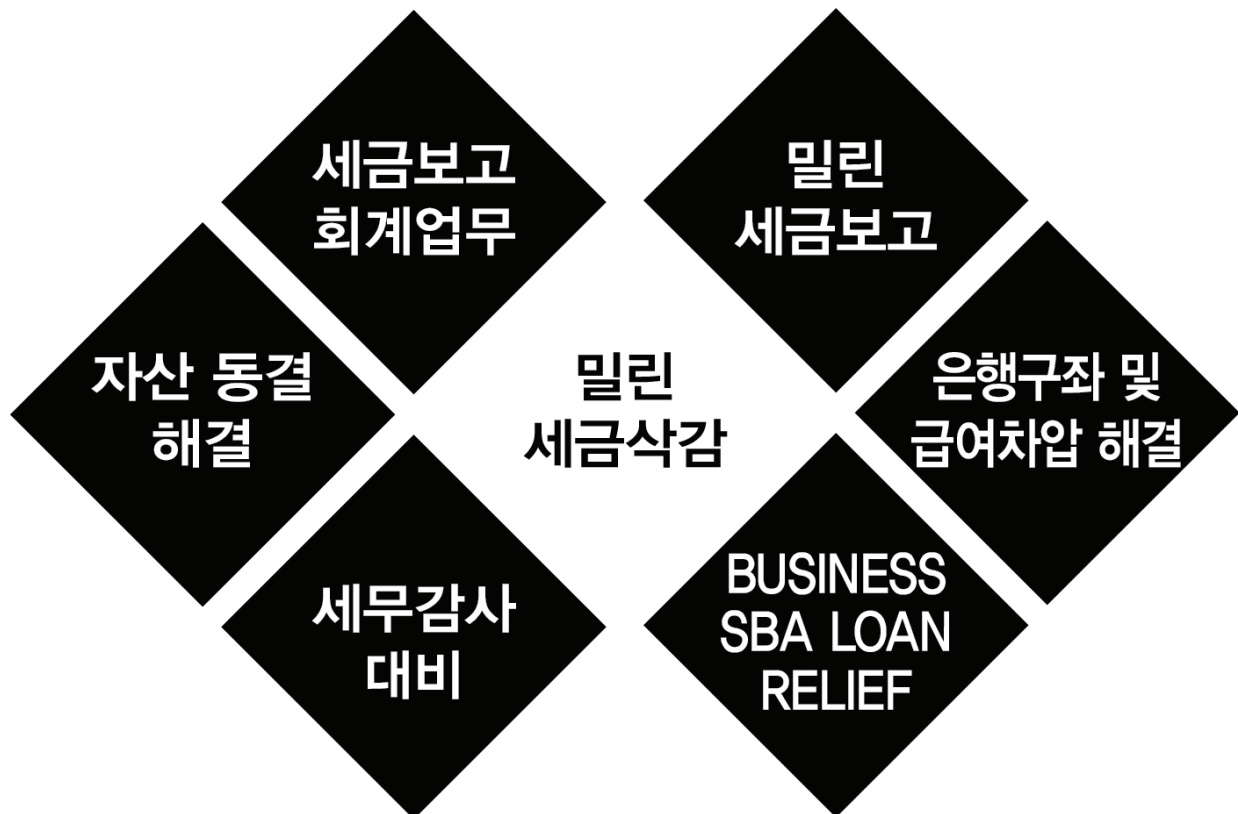 세금보고
회계업무
밀린
세금보고
자산 동결
해결
밀린
세금삭감
은행구좌 및
급여차압 해결
세무감사
대비
BUSINESS
SBA LOAN
RELIEF